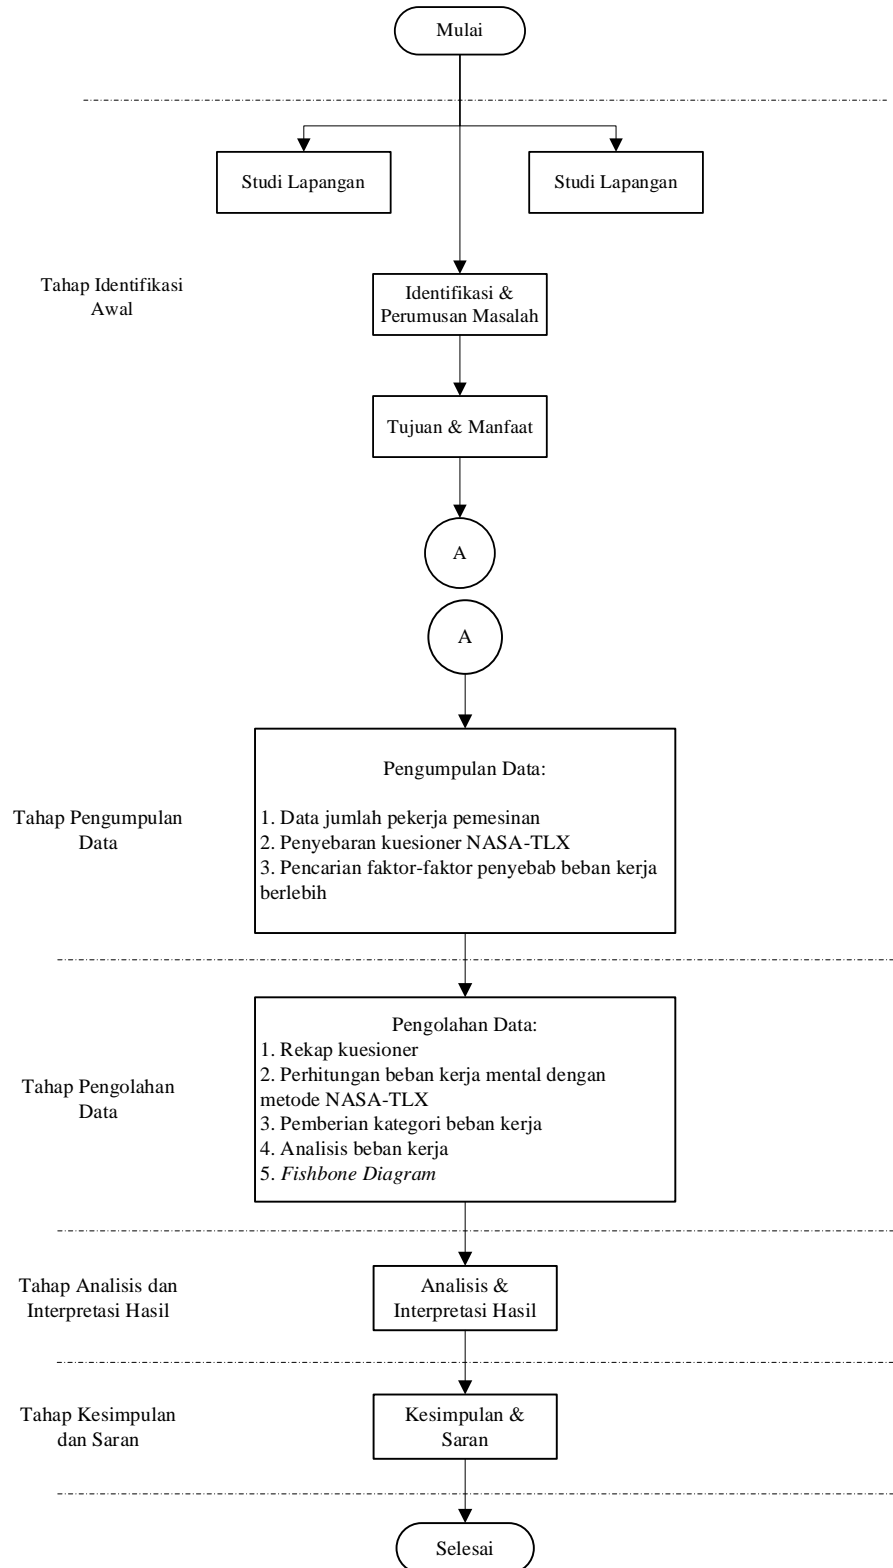 Mulai
Studi Lapangan
Studi Lapangan
Tahap Identifikasi
Awal
Identifikasi &
Perumusan Masalah
Tujuan & Manfaat
A
A
Tahap Pengumpulan
Data
Pengumpulan Data:
1. Data jumlah pekerja pemesinan
2. Penyebaran kuesioner NASA-TLX
3. Pencarian faktor-faktor penyebab beban kerja
berlebih
Tahap Pengolahan
Data
Pengolahan Data:
1. Rekap kuesioner
2. Perhitungan beban kerja mental dengan
metode NASA-TLX
3. Pemberian kategori beban kerja
4. Analisis beban kerja
5. Fishbone Diagram
Tahap Analisis dan
Interpretasi Hasil
Analisis &
Interpretasi Hasil
Tahap Kesimpulan
dan Saran
Kesimpulan &
Saran
Selesai